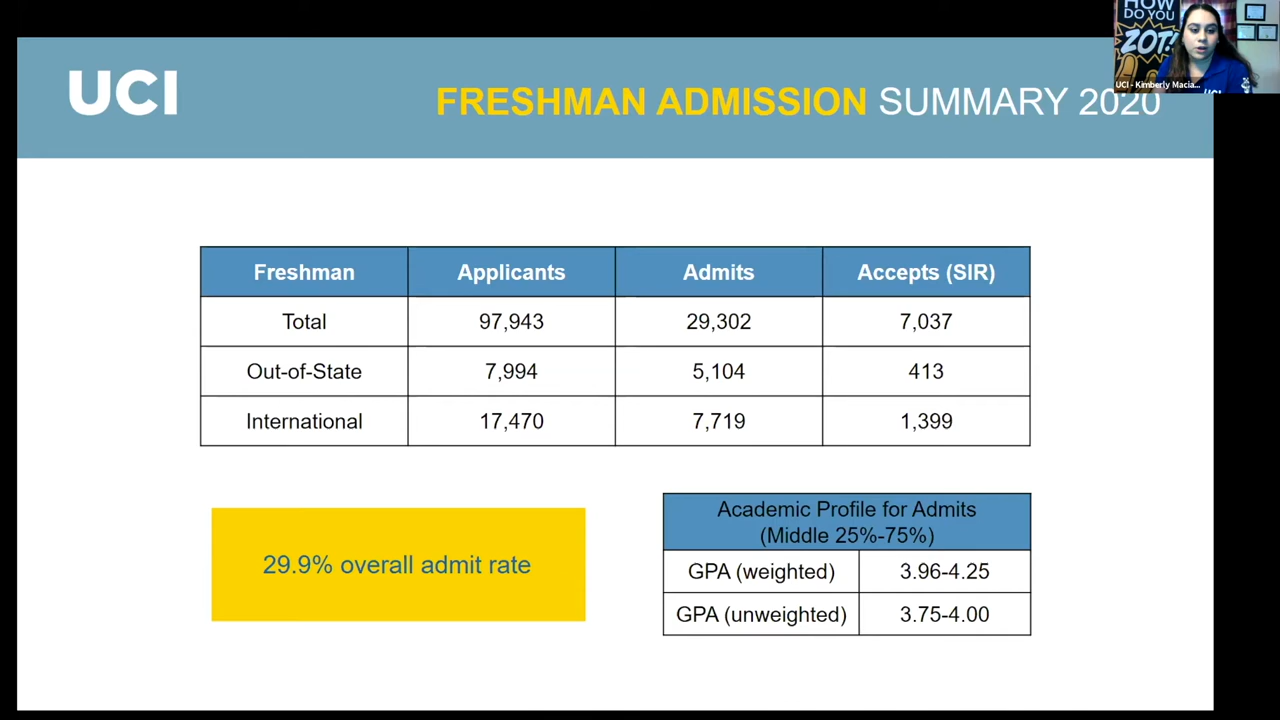 HOW
DO YOU
ZOT!
UCI - Kimberly Macia...
UCI
UCI
FRESHMAN ADMISSION SUMMARY 2020
Freshman Applicants Admits Accepts (SIR)
Total 97,943 29,302 7,037
Out-of-State 7,994 5,104 413
International 17,470 7,719 1,399
29.9% overall admit rate
Academic Profile for Admits
(Middle 25%-75%)
GPA (weighted) 3.96-4.25
GPA (unweighted) 3.75-4.00